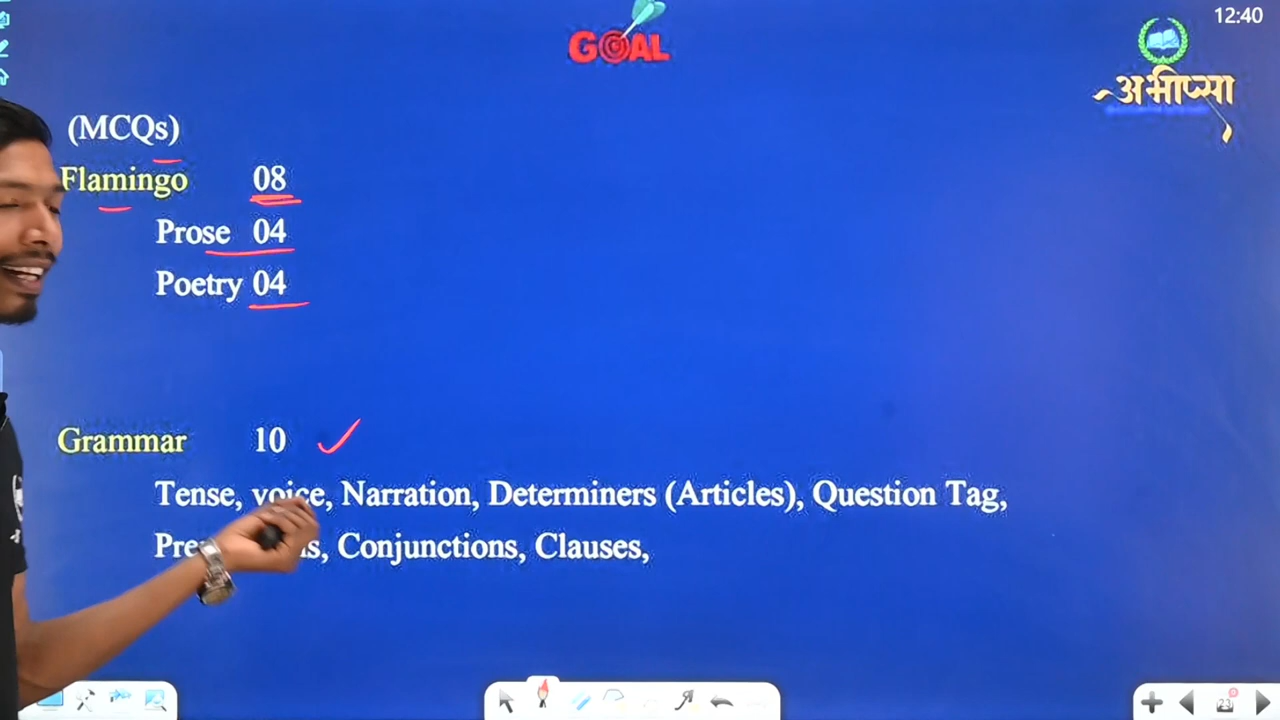 12:40
GOAL
अभीप्सा
(MCQs)
Flamingo 08
Prose 04
Poetry 04
Grammar 10
Tense, voice, Narration, Determiners (Articles), Question Tag,
Conjunctions, Clauses,
23